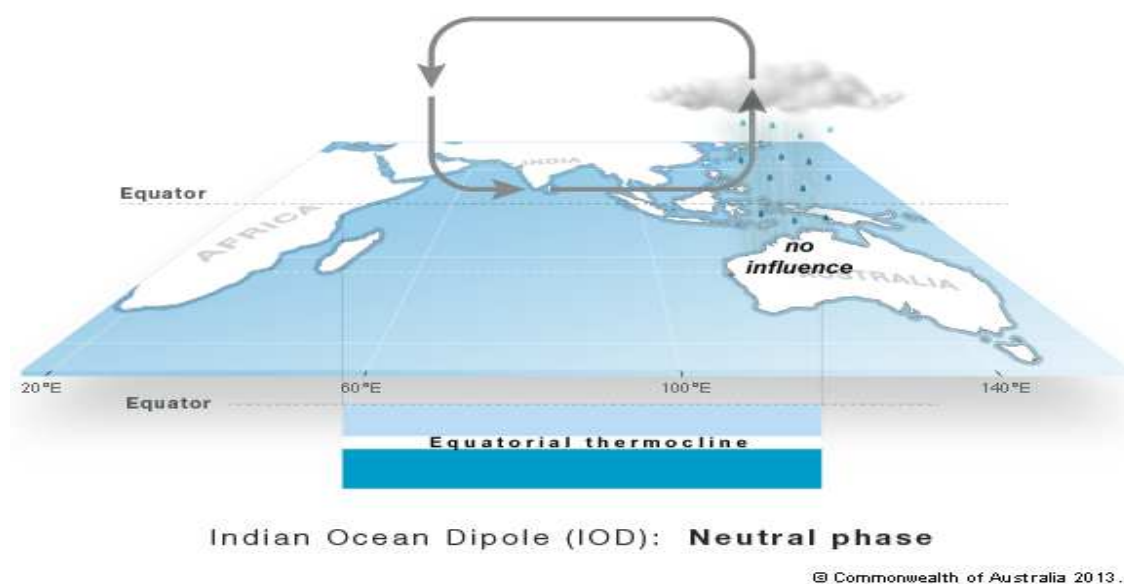 INDIA
Equator
AFRICA
no
influence
AUSTRALIA
20°E 60°E 100°E 140°E
Equator
Equatorial thermocline
Indian Ocean Dipole (IOD): Neutral phase
© Commonwealth of Australia 2013.